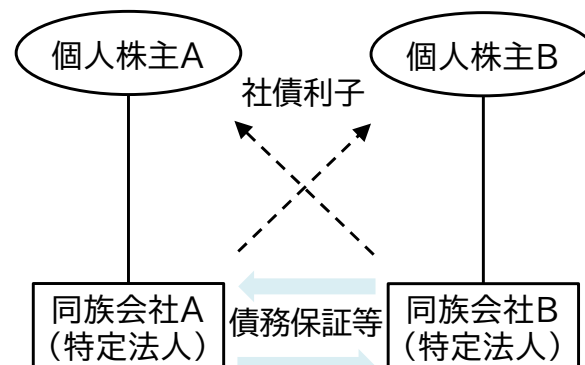 個人株主A
個人株主B
社債利子
同族会社A
(特定法人)
債務保証等
同族会社B
(特定法人)